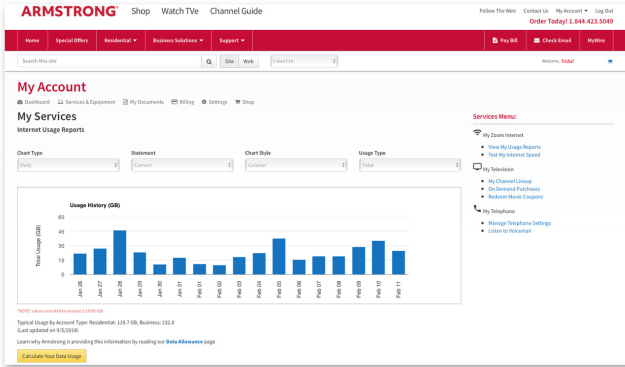 ARMSTRONG® Shop Watch TVe Channel Guide
Follow The Wire Contact Us My Account Log Out
Order Today! 1.844.423.5049
Home Special Offers Residential Business Solutions Support Pay Bill Check Email MyWire
Search this site Site Web I want to: Welcome, Trisha!
My Account
Dashboard Services & Equipment My Documents Billing Settings Shop
My Services
Internet Usage Reports
Chart Type Statement Chart Style Usage Type
Daily Current Column Total
Usage History (GB)
Total Usage (GB)
60
45
30
15
0
Jan 26 Jan 27 Jan 28 Jan 29 Jan 30 Jan 31 Feb 01 Feb 02 Feb 03 Feb 04 Feb 05 Feb 06 Feb 07 Feb 08 Feb 09 Feb 10 Feb 11
*NOTE: values rounded to nearest
Typical Usage by Account Type: Residential: 119.7 GB, Business: 132.0
(Last updated on 9/5/2018)
Learn why Armstrong is providing this information by reading our Data Allowance page
Calculate Your Data Usage
Services Menu:
My Zoom Internet
View My Usage Reports
Test My Internet Speed
My Television
My Channel Lineup
On Demand Purchases
Redeem Movie Coupons
My Telephone
Manage Telephone Settings
Listen to Voicemail